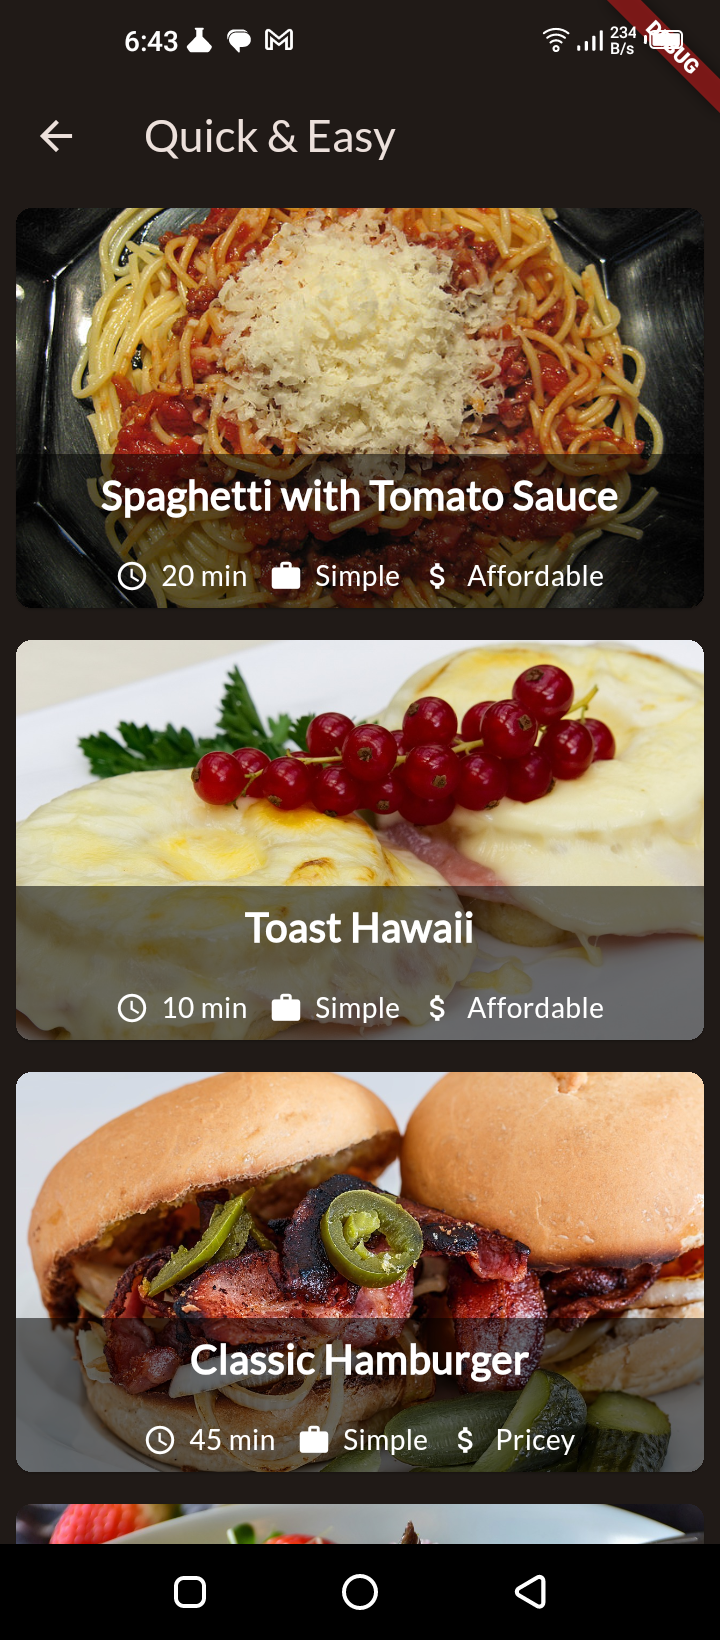 6:43
234
B/s
DEBUG
Quick & Easy
Spaghetti with Tomato Sauce
20 min Simple $ Affordable
Toast Hawaii
10 min Simple $ Affordable
Classic Hamburger
45 min Simple $ Pricey